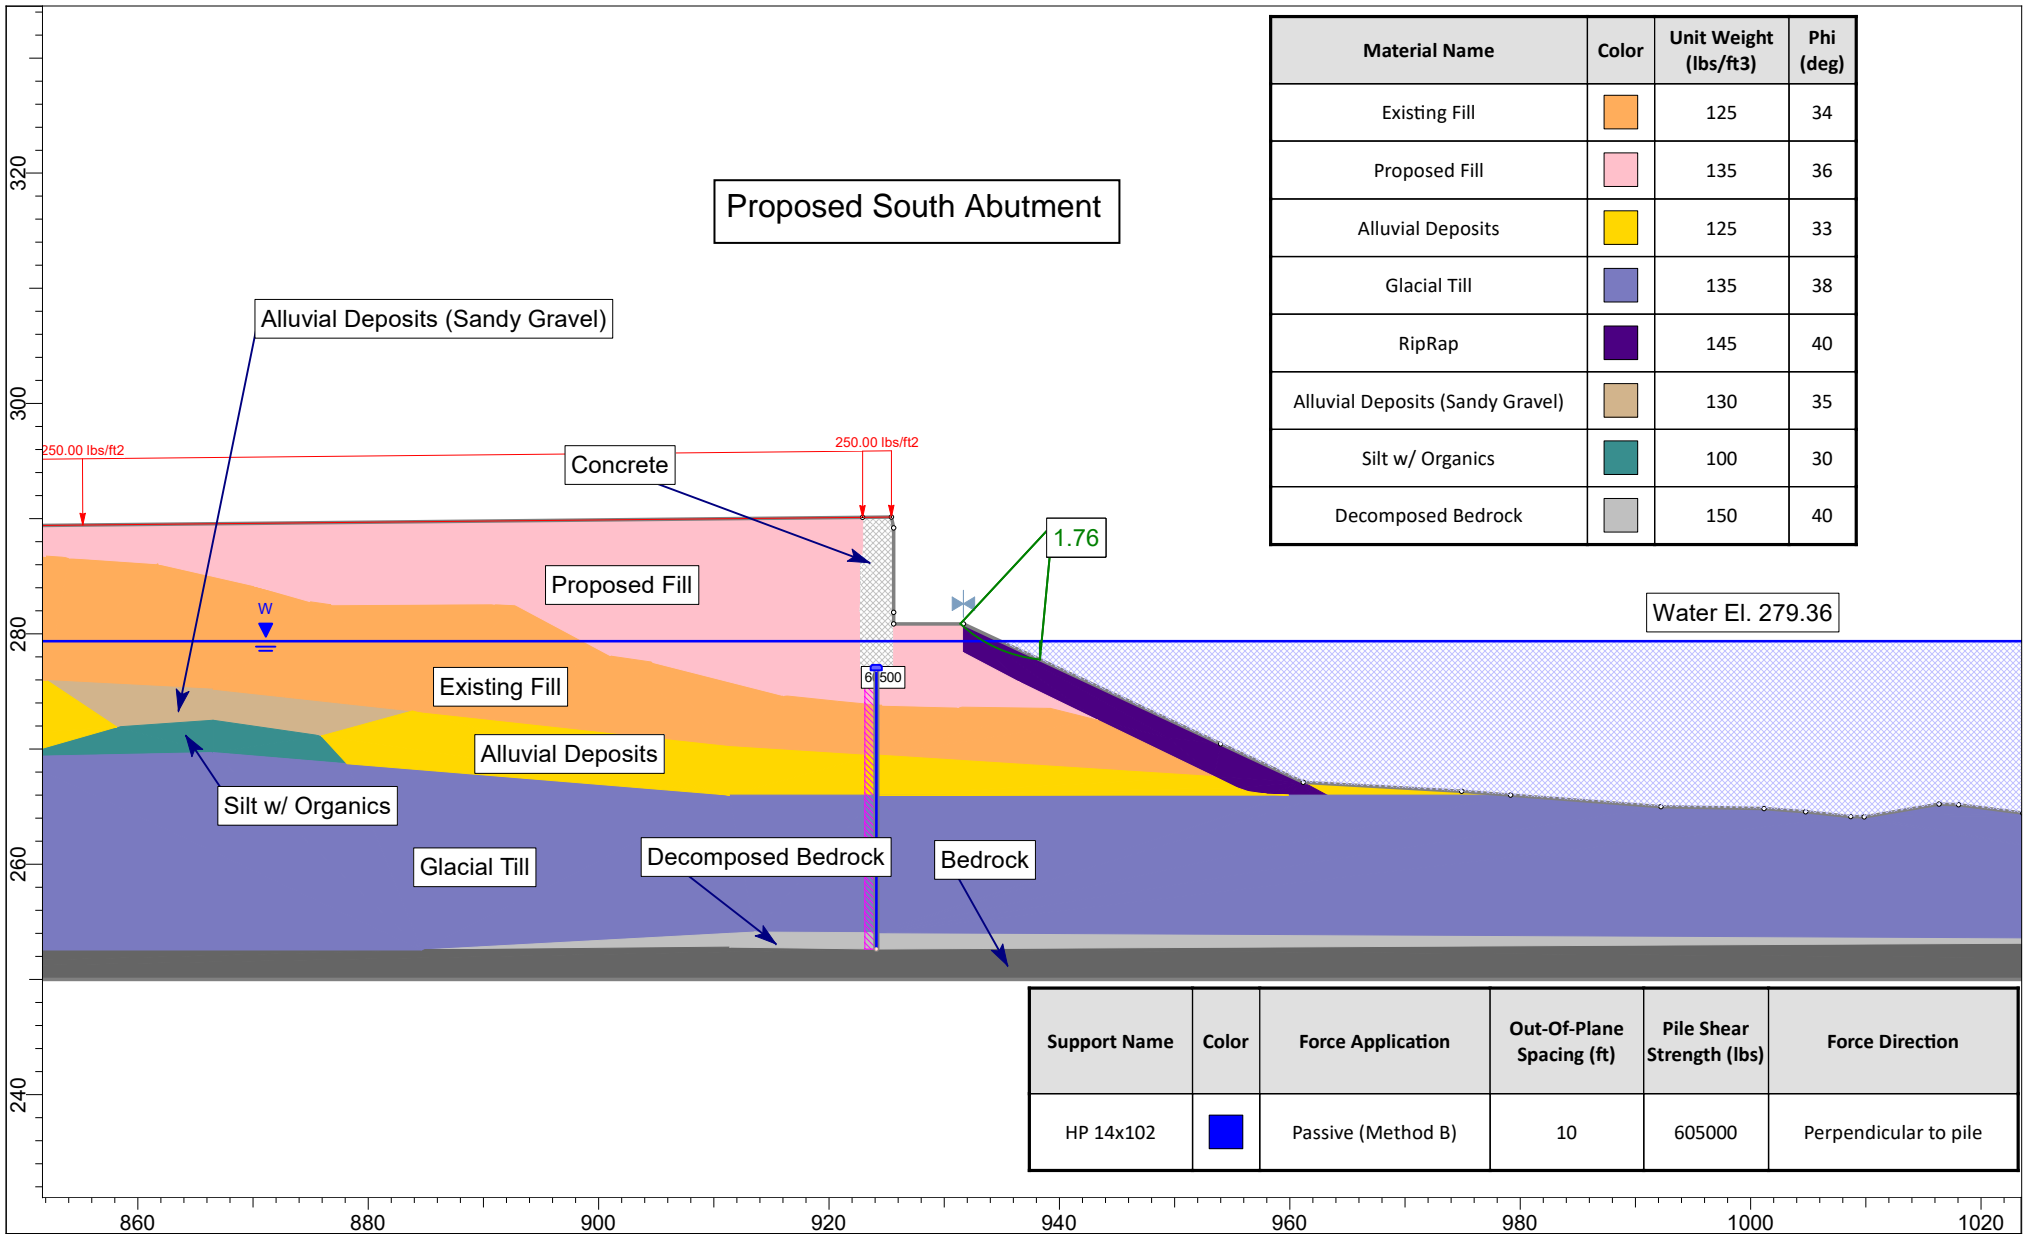 Material Name Color Unit Weight (lbs/ft3) Phi (deg)
Existing Fill 125 34
Proposed Fill 135 36
Alluvial Deposits 125 33
Glacial Till 135 38
RipRap 145 40
Alluvial Deposits (Sandy Gravel) 130 35
Silt w/ Organics 100 30
Decomposed Bedrock 150 40
320
Proposed South Abutment
Alluvial Deposits (Sandy Gravel)
300
250.00 lbs/ft2
250.00 lbs/ft2
Concrete
1.76
Proposed Fill
W
Water El. 279.36
280
Existing Fill
Alluvial Deposits
Silt w/ Organics
Glacial Till
Decomposed Bedrock
Bedrock
260
240
Support Name Color Force Application Out-Of-Plane Spacing (ft) Pile Shear Strength (lbs) Force Direction
HP 14x102 Passive (Method B) 10 605000 Perpendicular to pile
860 880 900 920 940 960 980 1000 1020